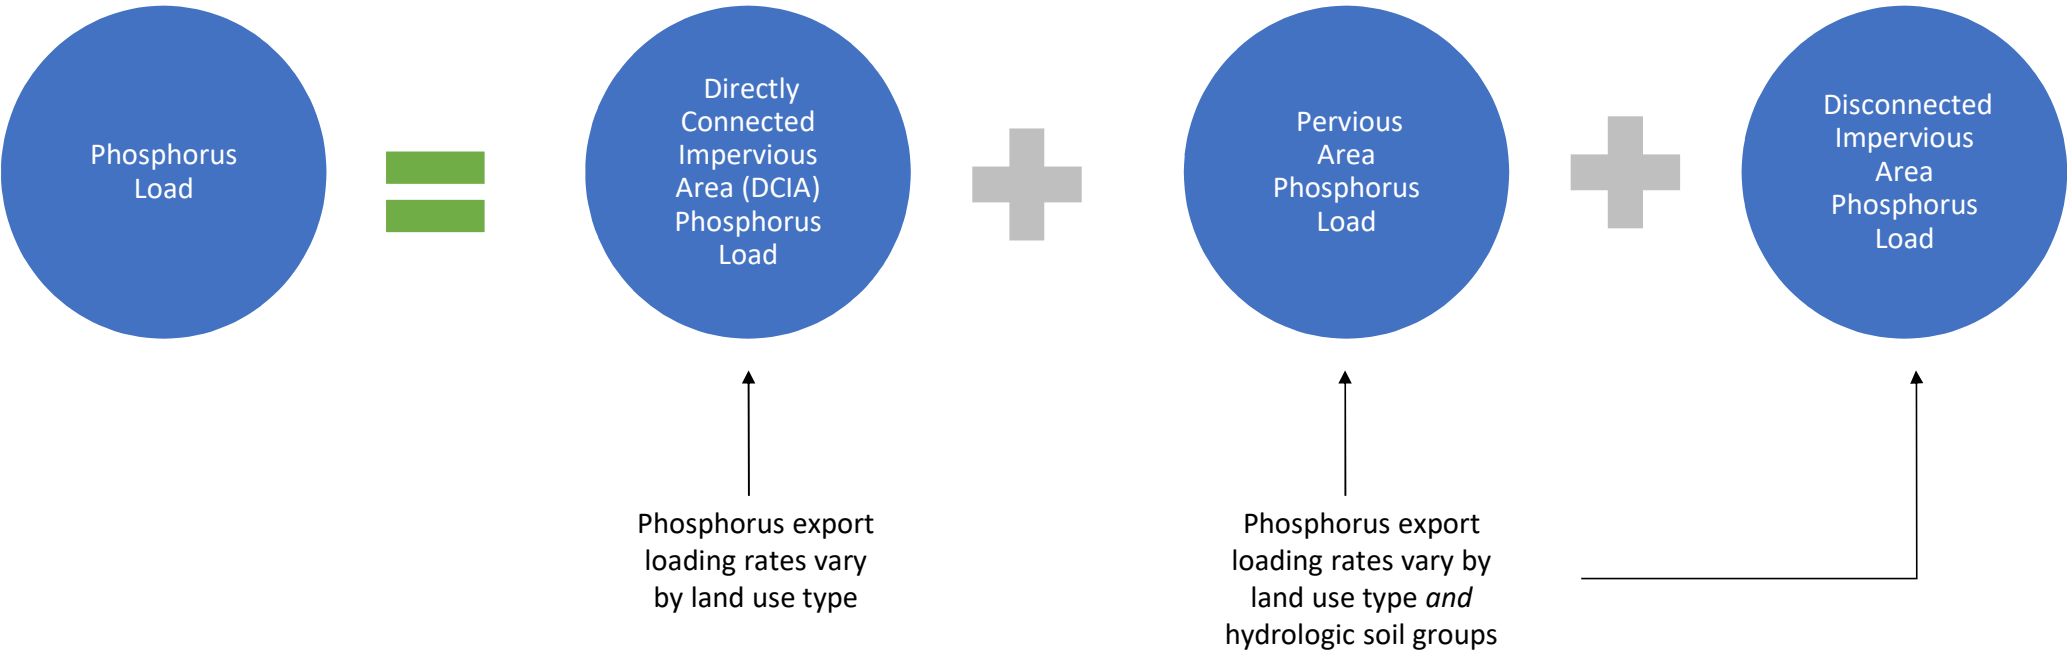 Phosphorus
Load
Directly
Connected
Impervious
Area (DCIA)
Phosphorus
Load
Pervious
Area
Phosphorus
Load
Disconnected
Impervious
Area
Phosphorus
Load
Phosphorus export
loading rates vary
by land use type
Phosphorus export
loading rates vary by
land use type and
hydrologic soil groups